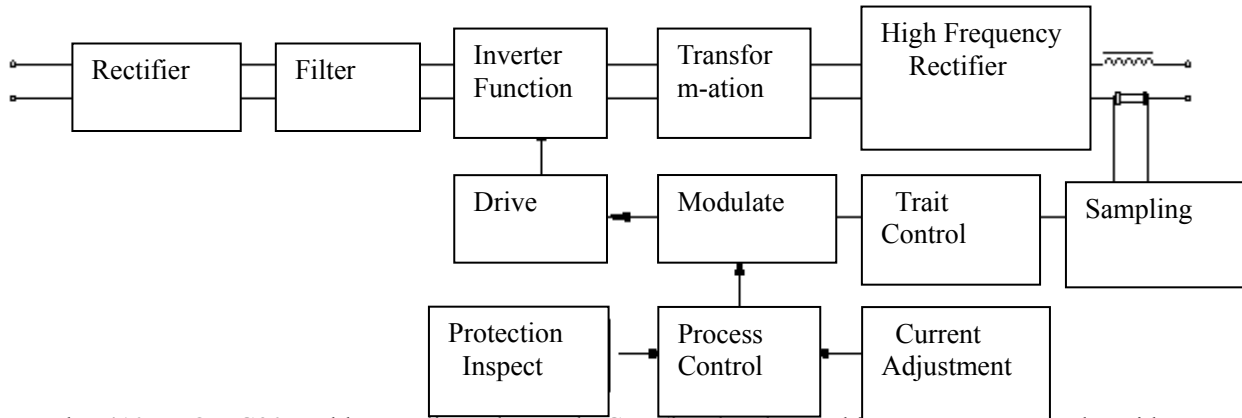 Rectifier
Filter
Inverter
Function
Transfor
m-ation
High Frequency
Rectifier
Drive
Modulate
Trait
Control
Sampling
Protection
Inspect
Process
Control
Current
Adjustment